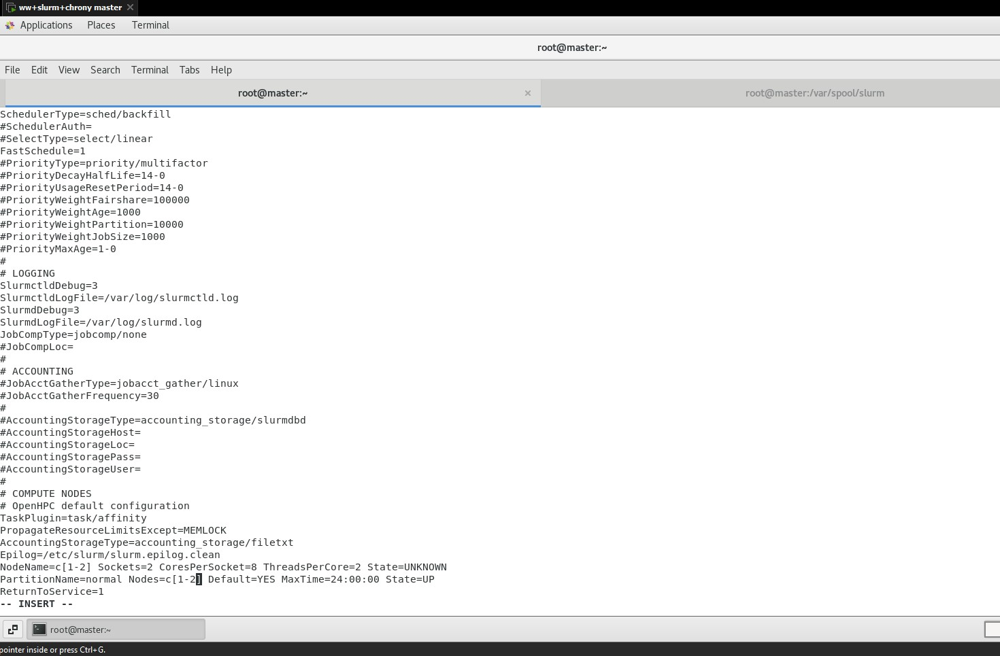 ww+slurm+chrony master ×
Applications Places Terminal
root@master:~
File Edit View Search Terminal Tabs Help
root@master:~ × root@master:/var/spool/slurm
SchedulerType=sched/backfill
#SchedulerAuth=
#SelectType=select/linear
FastSchedule=1
#PriorityType=priority/multifactor
#PriorityDecayHalfLife=14-0
#PriorityUsageResetPeriod=14-0
#PriorityWeightFairshare=100000
#PriorityWeightAge=1000
#PriorityWeightPartition=10000
#PriorityWeightJobSize=1000
#PriorityMaxAge=1-0
#
# LOGGING
SlurmctldDebug=3
SlurmctldLogFile=/var/log/slurmctld.log
SlurmdDebug=3
SlurmdLogFile=/var/log/slurmd.log
JobCompType=jobcomp/none
#JobCompLoc=
#
# ACCOUNTING
#JobAcctGatherType=jobacct_gather/linux
#JobAcctGatherFrequency=30
#
#AccountingStorageType=accounting_storage/slurmdbd
#AccountingStorageHost=
#AccountingStorageLoc=
#AccountingStoragePass=
#AccountingStorageUser=
#
# COMPUTE NODES
# OpenHPC default configuration
TaskPlugin=task/affinity
PropagateResourceLimitsExcept=MEMLOCK
AccountingStorageType=accounting_storage/filetxt
Epilog=/etc/slurm/slurm.epilog.clean
NodeName=c[1-2] Sockets=2 CoresPerSocket=8 ThreadsPerCore=2 State=UNKNOWN
PartitionName=normal Nodes=c[1-2] Default=YES MaxTime=24:00:00 State=UP
ReturnToService=1
-- INSERT --
root@master:~
pointer inside or press Ctrl+G.